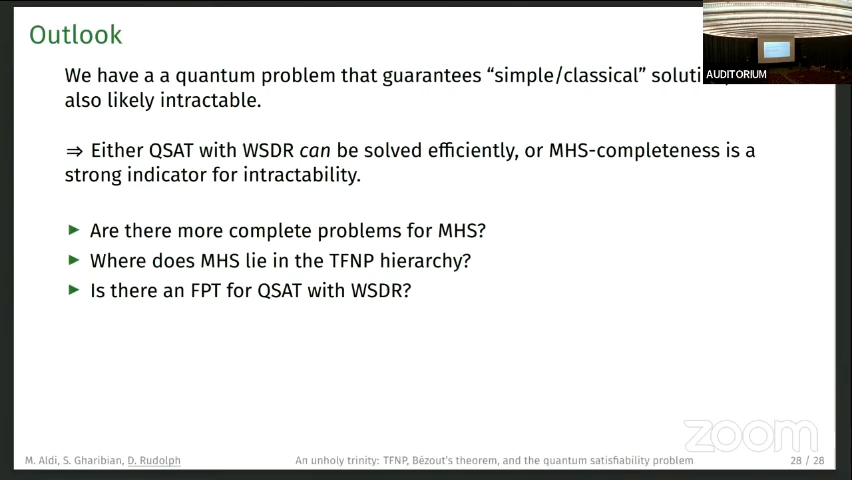 Outlook
We have a a quantum problem that guarantees “simple/classical”
also likely intractable.
⇒ Either QSAT with WSDR can be solved efficiently, or MHS-completeness is a
strong indicator for intractability.
▶ Are there more complete problems for MHS?
▶ Where does MHS lie in the TFNP hierarchy?
▶ Is there an FPT for QSAT with WSDR?
AUDITORIUM
zoom
M. Aldi, S. Gharibian, D. Rudolph An unholy trinity: TFNP, Bézout's theorem, and the quantum satisfiability problem 28 / 28